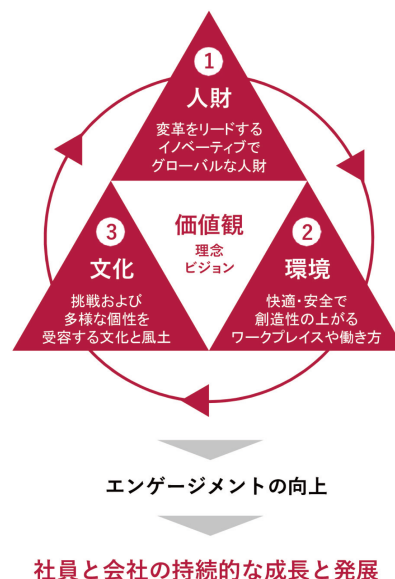 1
人財
変革をリードする
イノベーティブで
グローバルな人財
価値観
理念
ビジョン
3
文化
挑戦および
多様な個性を
受容する文化と風土
2
環境
快適・安全で
創造性の上がる
ワークプレイスや働き方
エンゲージメントの向上
社員と会社の持続的な成長と発展